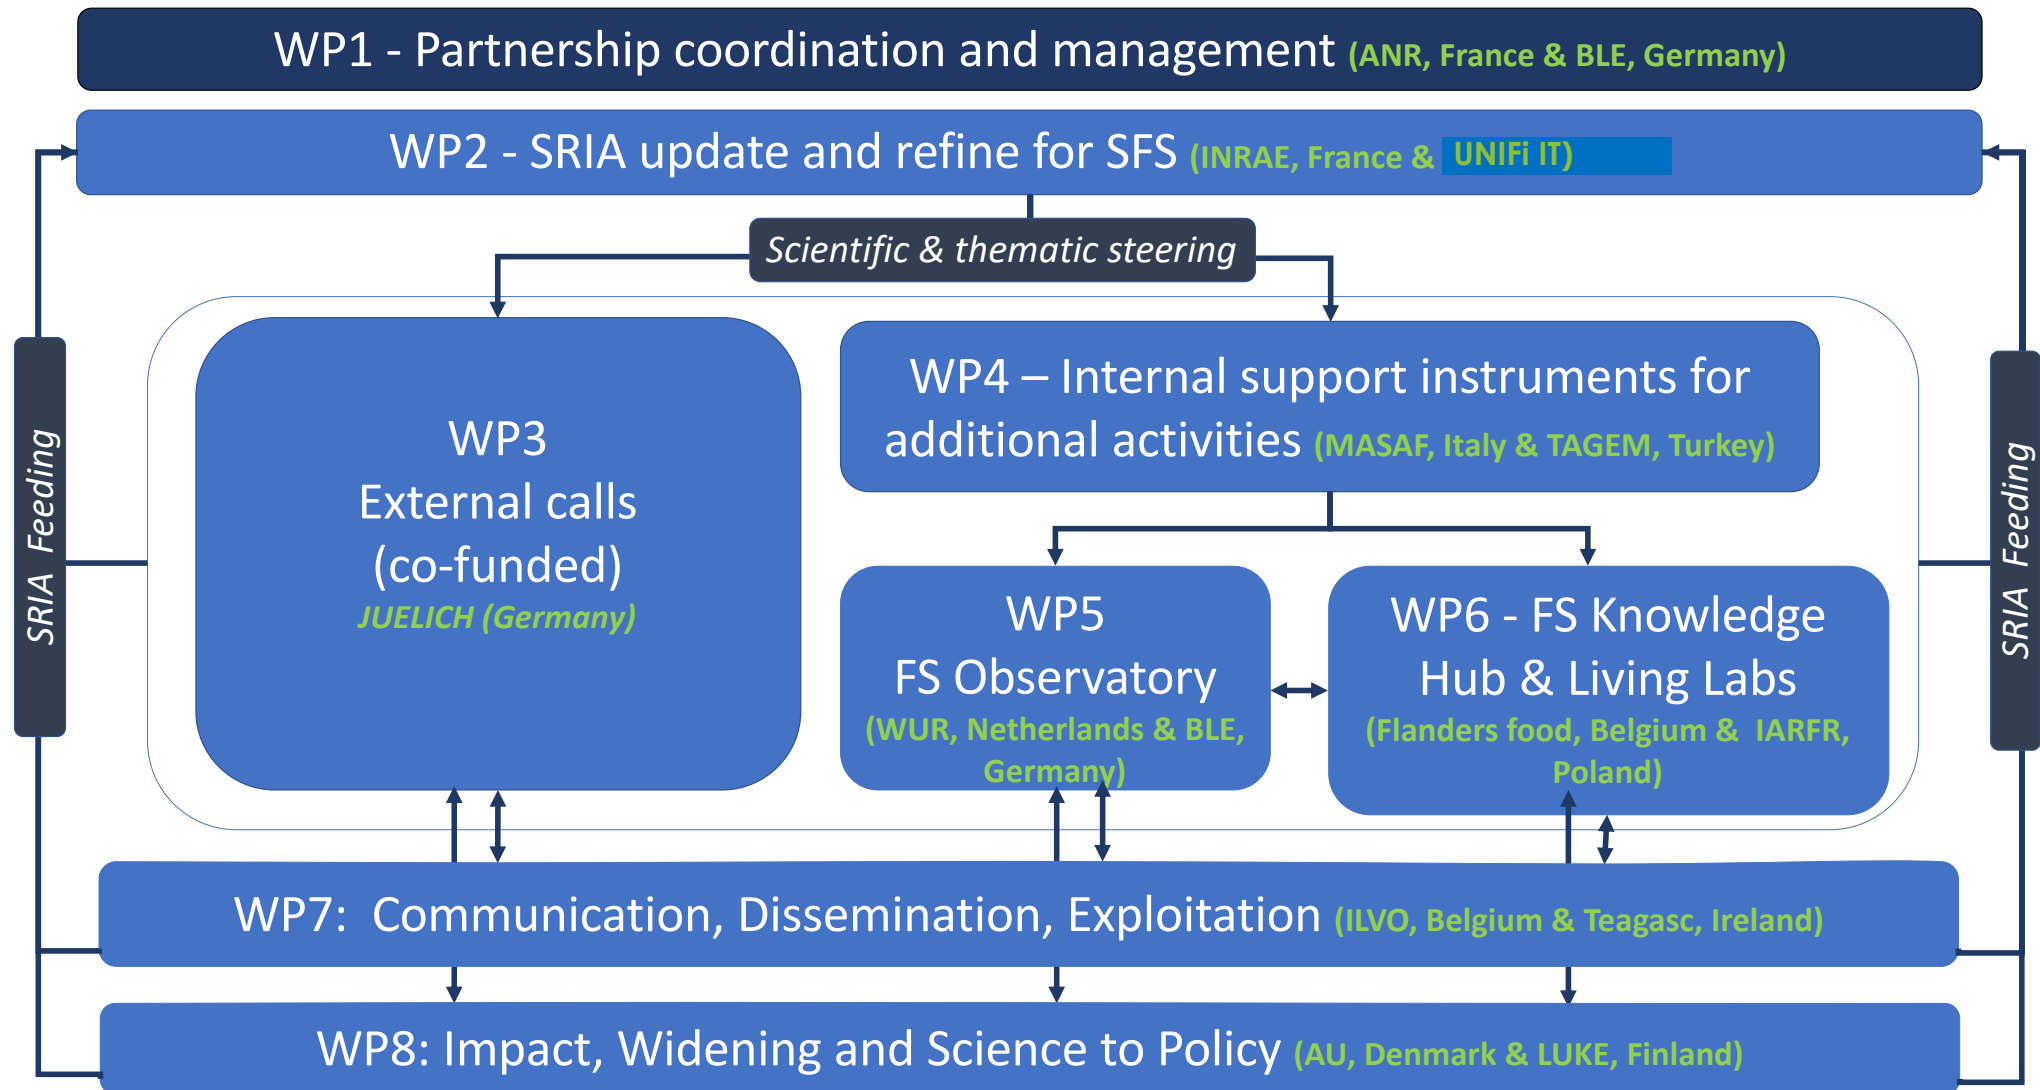 WP1 - Partnership coordination and management (ANR, France & BLE, Germany)
WP2 - SRIA update and refine for SFS (INRAE, France & UNIFi IT)
Scientific & thematic steering
SRIA Feeding
WP3
External calls
(co-funded)
JUELICH (Germany)
WP4 – Internal support instruments for
additional activities (MASAF, Italy & TAGEM, Turkey)
WP5
FS Observatory
(WUR, Netherlands & BLE,
Germany)
WP6 - FS Knowledge
Hub & Living Labs
(Flanders food, Belgium & IARFR,
Poland)
SRIA Feeding
WP7: Communication, Dissemination, Exploitation (ILVO, Belgium & Teagasc, Ireland)
WP8: Impact, Widening and Science to Policy (AU, Denmark & LUKE, Finland)